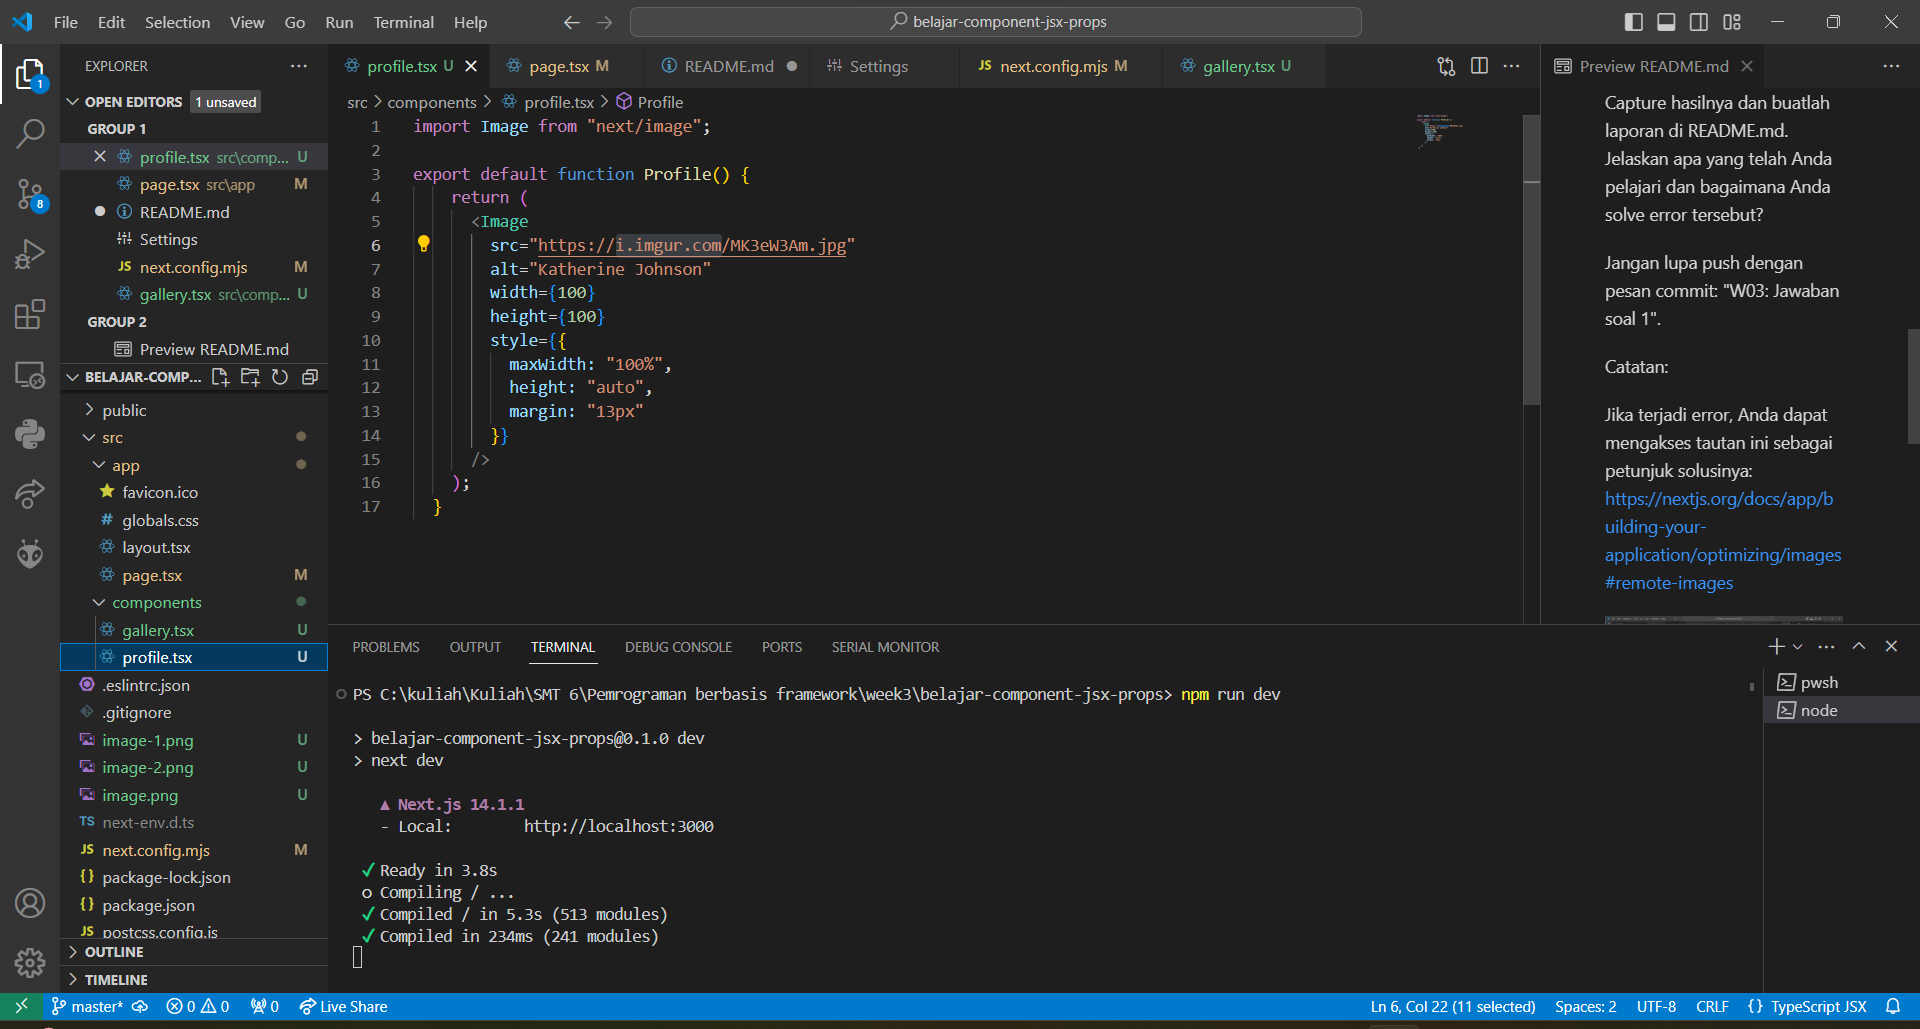 File Edit Selection View Go Run Terminal Help
belajar-component-jsx-props
EXPLORER
OPEN EDITORS 1 unsaved
GROUP 1
profile.tsx src\comp... U
page.tsx src\app M
README.md
Settings
next.config.mjs M
gallery.tsx src\comp... U
GROUP 2
Preview README.md
BELAJAR-COMP...
public
src
app
favicon.ico
globals.css
layout.tsx
page.tsx M
components
gallery.tsx U
profile.tsx U
.eslintrc.json
.gitignore
image-1.png U
image-2.png U
image.png U
TS next-env.d.ts
JS next.config.mjs M
{} package-lock.json
{} package.json
JS postcss.config.js
OUTLINE
TIMELINE
1
8
profile.tsx U
page.tsx M
README.md
Settings
JS next.config.mjs M
gallery.tsx U
src > components > profile.tsx > Profile
1 import Image from "next/image";
2
3 export default function Profile() {
4 return (
5 <Image
6 src="https://i.imgur.com/MK3eW3Am.jpg"
7 alt="Katherine Johnson"
8 width={100}
9 height={100}
10 style={{
11 maxWidth: "100%",
12 height: "auto",
13 margin: "13px"
14 }}
15 />
16 );
17 }
Preview README.md
Capture hasilnya dan buatlah
laporan di README.md.
Jelaskan apa yang telah Anda
pelajari dan bagaimana Anda
solve error tersebut?
Jangan lupa push dengan
pesan commit: "W03: Jawaban
soal 1".
Catatan:
Jika terjadi error, Anda dapat
mengakses tautan ini sebagai
petunjuk solusinya:
https://nextjs.org/docs/app/b
uilding-your-
application/optimizing/images
#remote-images
PROBLEMS OUTPUT TERMINAL DEBUG CONSOLE PORTS SERIAL MONITOR
PS C:\kuliah\Kuliah\SMT 6\Pemrograman berbasis framework\week3\belajar-component-jsx-props> npm run dev
> belajar-component-jsx-props@0.1.0 dev
> next dev
▲ Next.js 14.1.1
- Local: http://localhost:3000
✓ Ready in 3.8s
○ Compiling / ...
✓ Compiled / in 5.3s (513 modules)
✓ Compiled in 234ms (241 modules)
pwsh
node
master* 0 0 0 Live Share
Ln 6, Col 22 (11 selected) Spaces: 2 UTF-8 CRLF {} TypeScript JSX